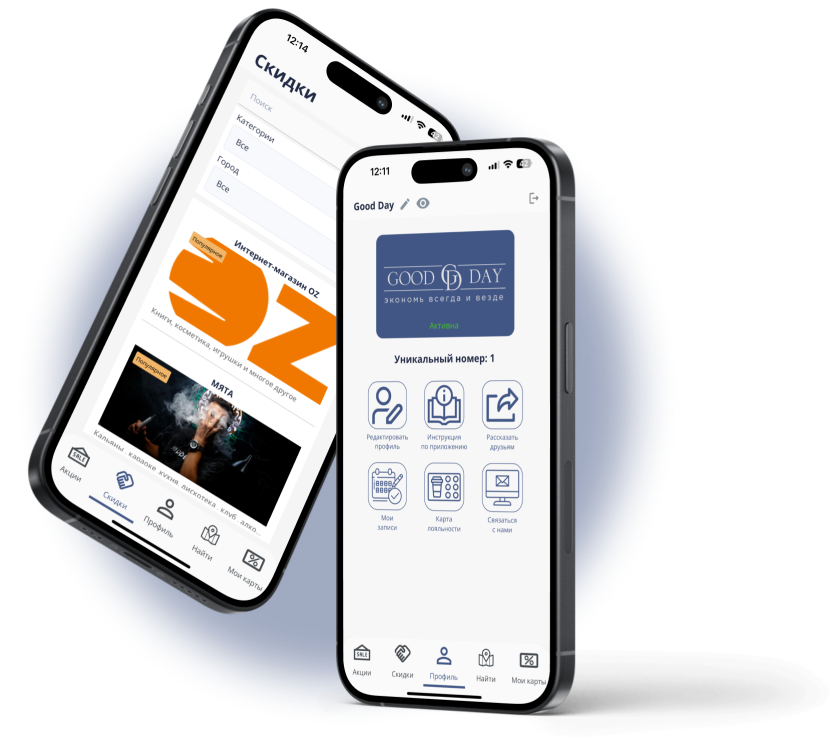 12:14
Скидки
Поиск
Категории
Все
Город
Все
Популярное
Интернет-магазин OZ
OZ
Книги, косметика, игрушки и многое другое
Популярное
МЯТА
Кальяны караоке кухня дискотека клуб алко...
SALE
Акции
Скидки
Профиль
Найти
Мои карты
12:11
42
Good Day
GOOD GD DAY
экономь всегда и везде
Активна
Уникальный номер: 1
Редактировать
профиль
Инструкция
по приложению
Рассказать
друзьям
Мои
записи
Карта
лояльности
Связаться
с нами
SALE
Акции
Скидки
Профиль
Найти
Мои карты